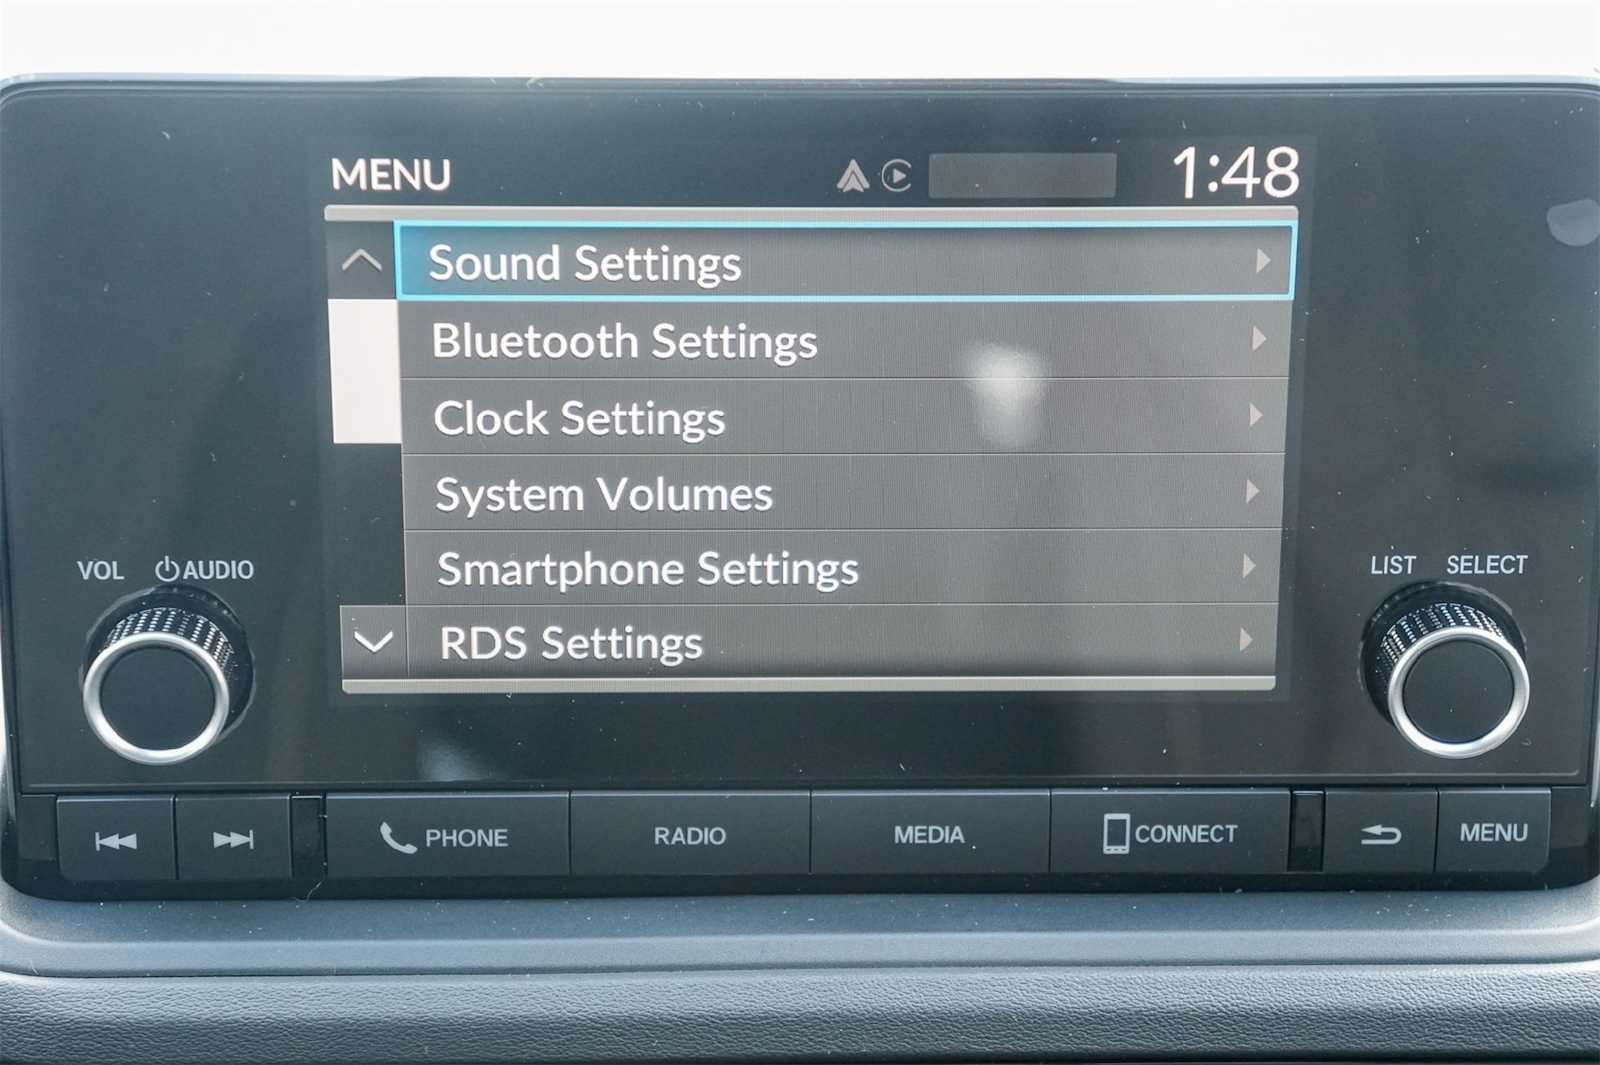 MENU 1:48
Sound Settings
Bluetooth Settings
Clock Settings
System Volumes
Smartphone Settings
RDS Settings
VOL AUDIO
LIST SELECT
PHONE RADIO MEDIA CONNECT MENU